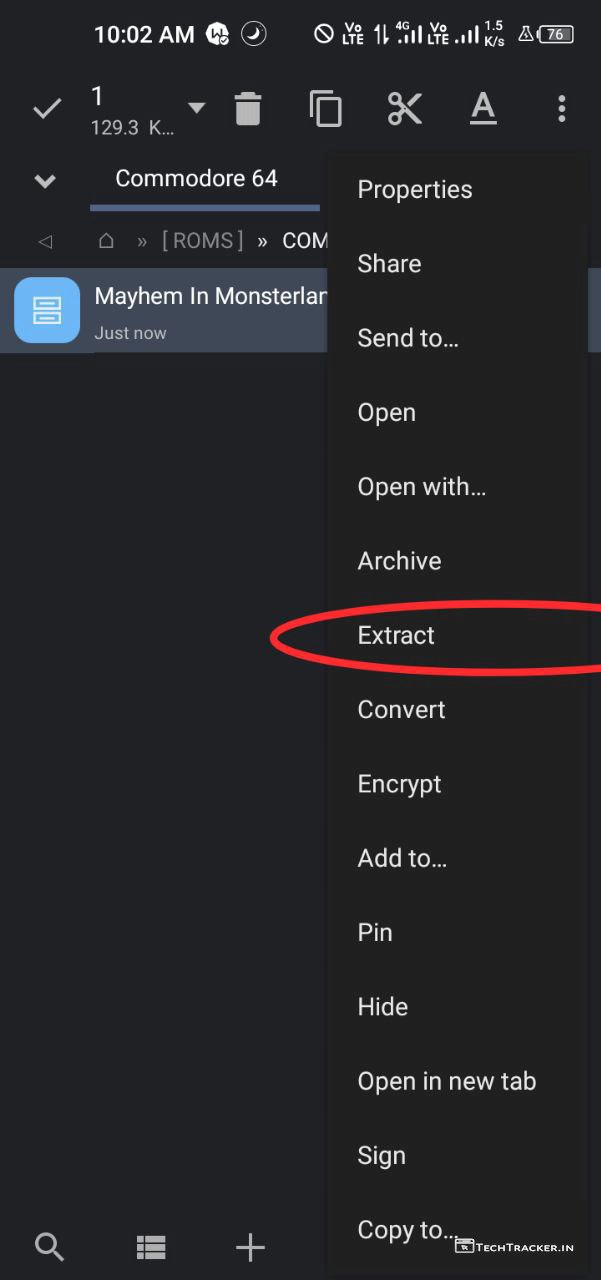 10:02 AM
Vo LTE 4G Vo LTE 1.5 K/s 76
1
129.3 K...
Commodore 64
[ROMS] » COM
Mayhem In Monsterlan
Just now
Properties
Share
Send to...
Open
Open with...
Archive
Extract
Convert
Encrypt
Add to...
Pin
Hide
Open in new tab
Sign
Copy to...
TECHTRACKER.IN